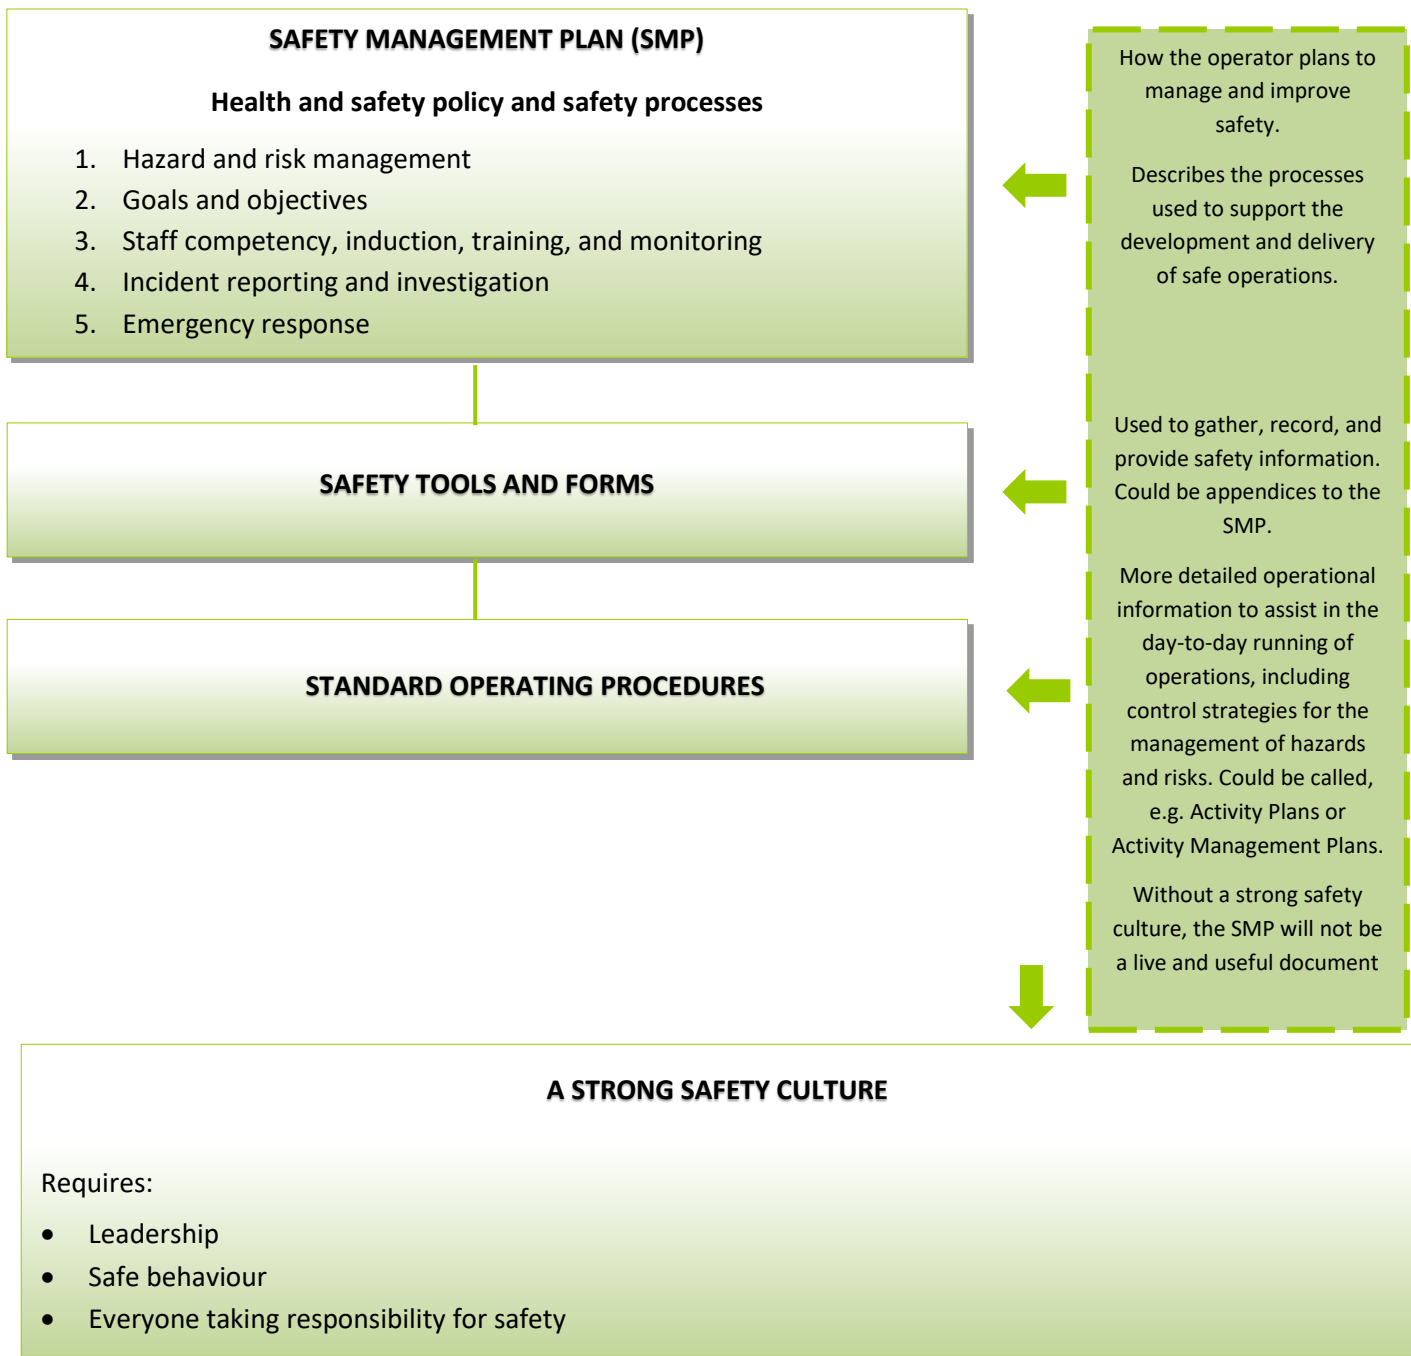 SAFETY MANAGEMENT PLAN (SMP)
Health and safety policy and safety processes
1. Hazard and risk management
2. Goals and objectives
3. Staff competency, induction, training, and monitoring
4. Incident reporting and investigation
5. Emergency response
How the operator plans to
manage and improve
safety.
Describes the processes
used to support the
development and delivery
of safe operations.
SAFETY TOOLS AND FORMS
Used to gather, record, and
provide safety information.
Could be appendices to the
SMP.
STANDARD OPERATING PROCEDURES
More detailed operational
information to assist in the
day-to-day running of
operations, including
control strategies for the
management of hazards
and risks. Could be called,
e.g. Activity Plans or
Activity Management Plans.
Without a strong safety
culture, the SMP will not be
a live and useful document
A STRONG SAFETY CULTURE
Requires:
• Leadership
• Safe behaviour
• Everyone taking responsibility for safety